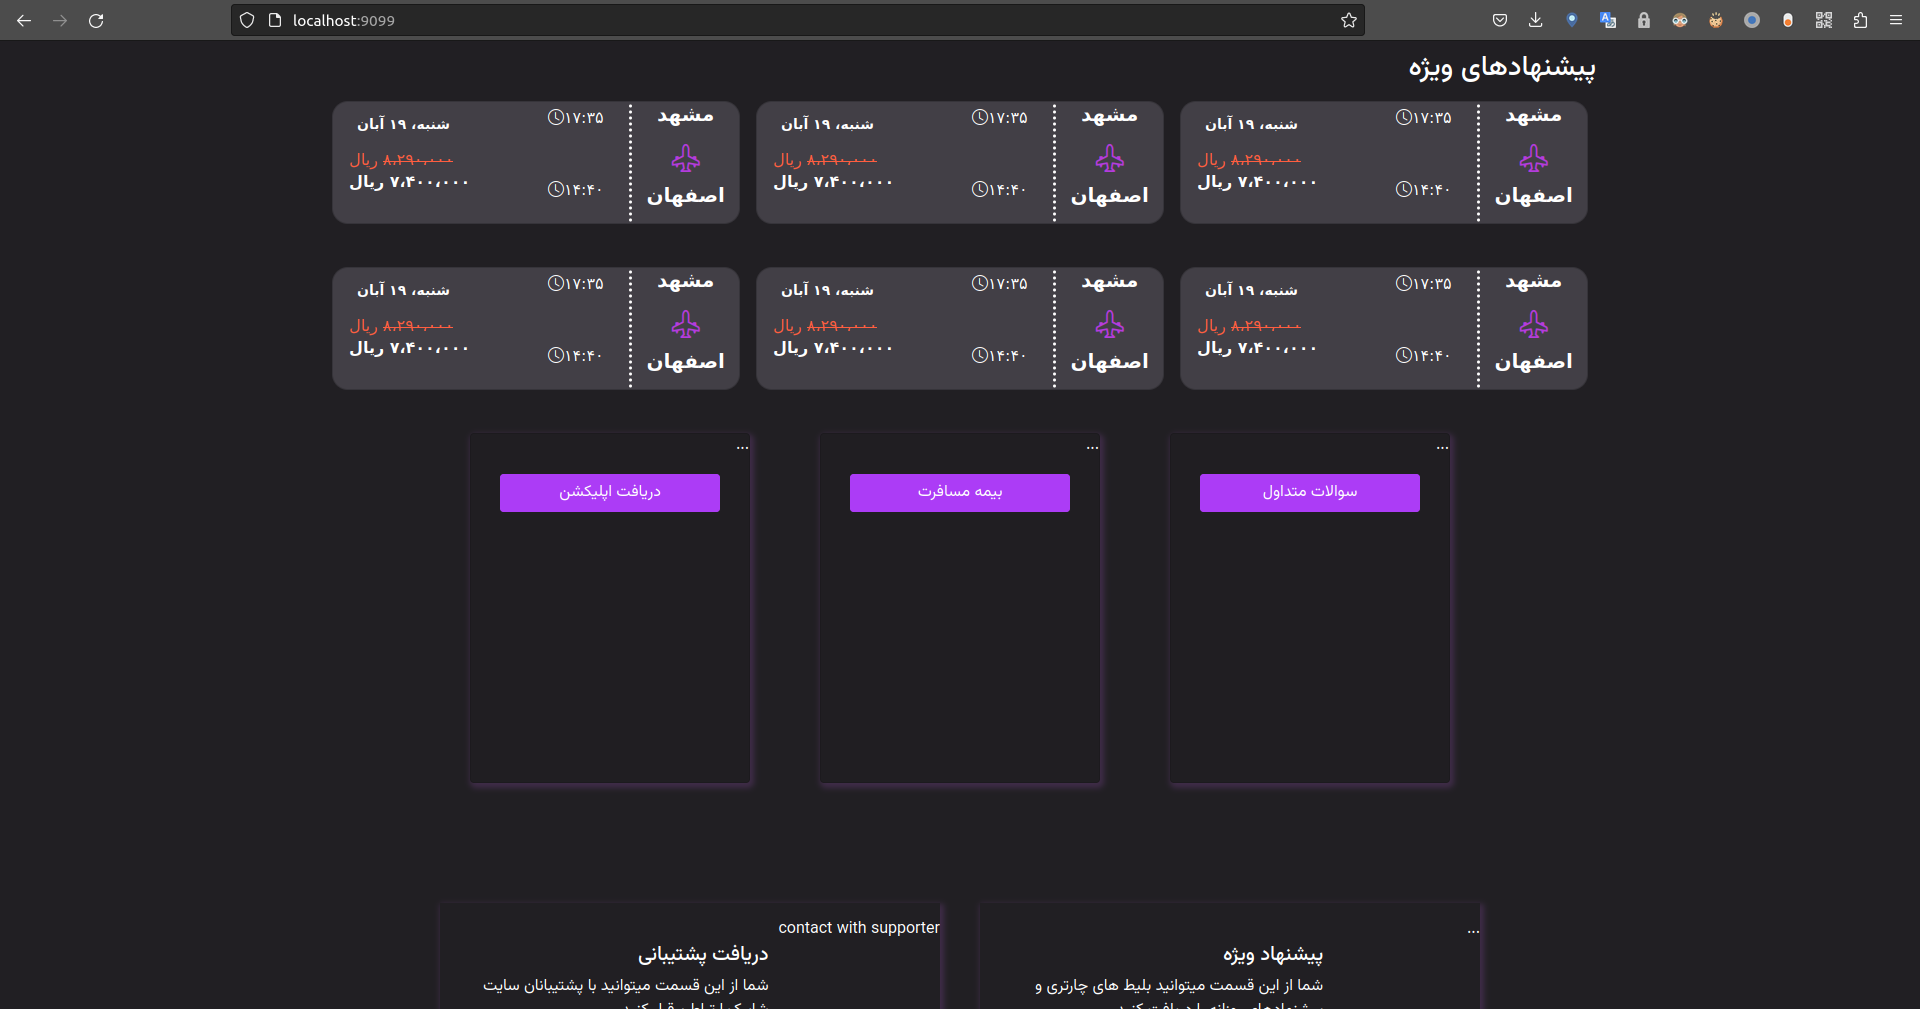 localhost:9099
پیشنهادهای ویژه
مشهد
۱۷:۳۵
شنبه، ۱۹ آبان
۸،۲۹۰،۰۰۰ ریال
۷،۴۰۰،۰۰۰ ریال
۱۴:۴۰
اصفهان
مشهد
۱۷:۳۵
شنبه، ۱۹ آبان
۸،۲۹۰،۰۰۰ ریال
۷،۴۰۰،۰۰۰ ریال
۱۴:۴۰
اصفهان
مشهد
۱۷:۳۵
شنبه، ۱۹ آبان
۸،۲۹۰،۰۰۰ ریال
۷،۴۰۰،۰۰۰ ریال
۱۴:۴۰
اصفهان
مشهد
۱۷:۳۵
شنبه، ۱۹ آبان
۸،۲۹۰،۰۰۰ ریال
۷،۴۰۰،۰۰۰ ریال
۱۴:۴۰
اصفهان
مشهد
۱۷:۳۵
شنبه، ۱۹ آبان
۸،۲۹۰،۰۰۰ ریال
۷،۴۰۰،۰۰۰ ریال
۱۴:۴۰
اصفهان
مشهد
۱۷:۳۵
شنبه، ۱۹ آبان
۸،۲۹۰،۰۰۰ ریال
۷،۴۰۰،۰۰۰ ریال
۱۴:۴۰
اصفهان
...
سوالات متداول
...
بیمه مسافرت
...
دریافت اپلیکشن
...
پیشنهاد ویژه
شما از این قسمت میتوانید بلیط های چارتری و
contact with supporter
دریافت پشتیبانی
شما از این قسمت میتوانید با پشتیبانان سایت